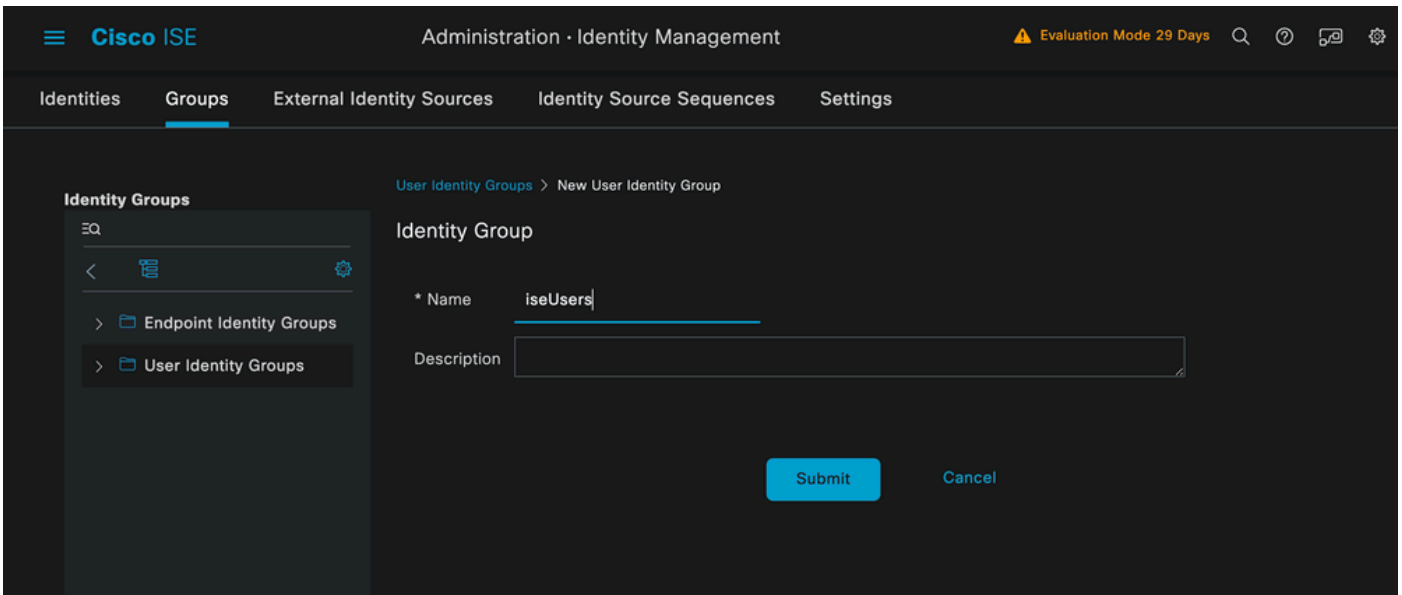 Cisco ISE
Administration · Identity Management
Evaluation Mode 29 Days
Identities
Groups
External Identity Sources
Identity Source Sequences
Settings
Identity Groups
Endpoint Identity Groups
User Identity Groups
User Identity Groups > New User Identity Group
Identity Group
* Name iseUsers
Description
Submit
Cancel